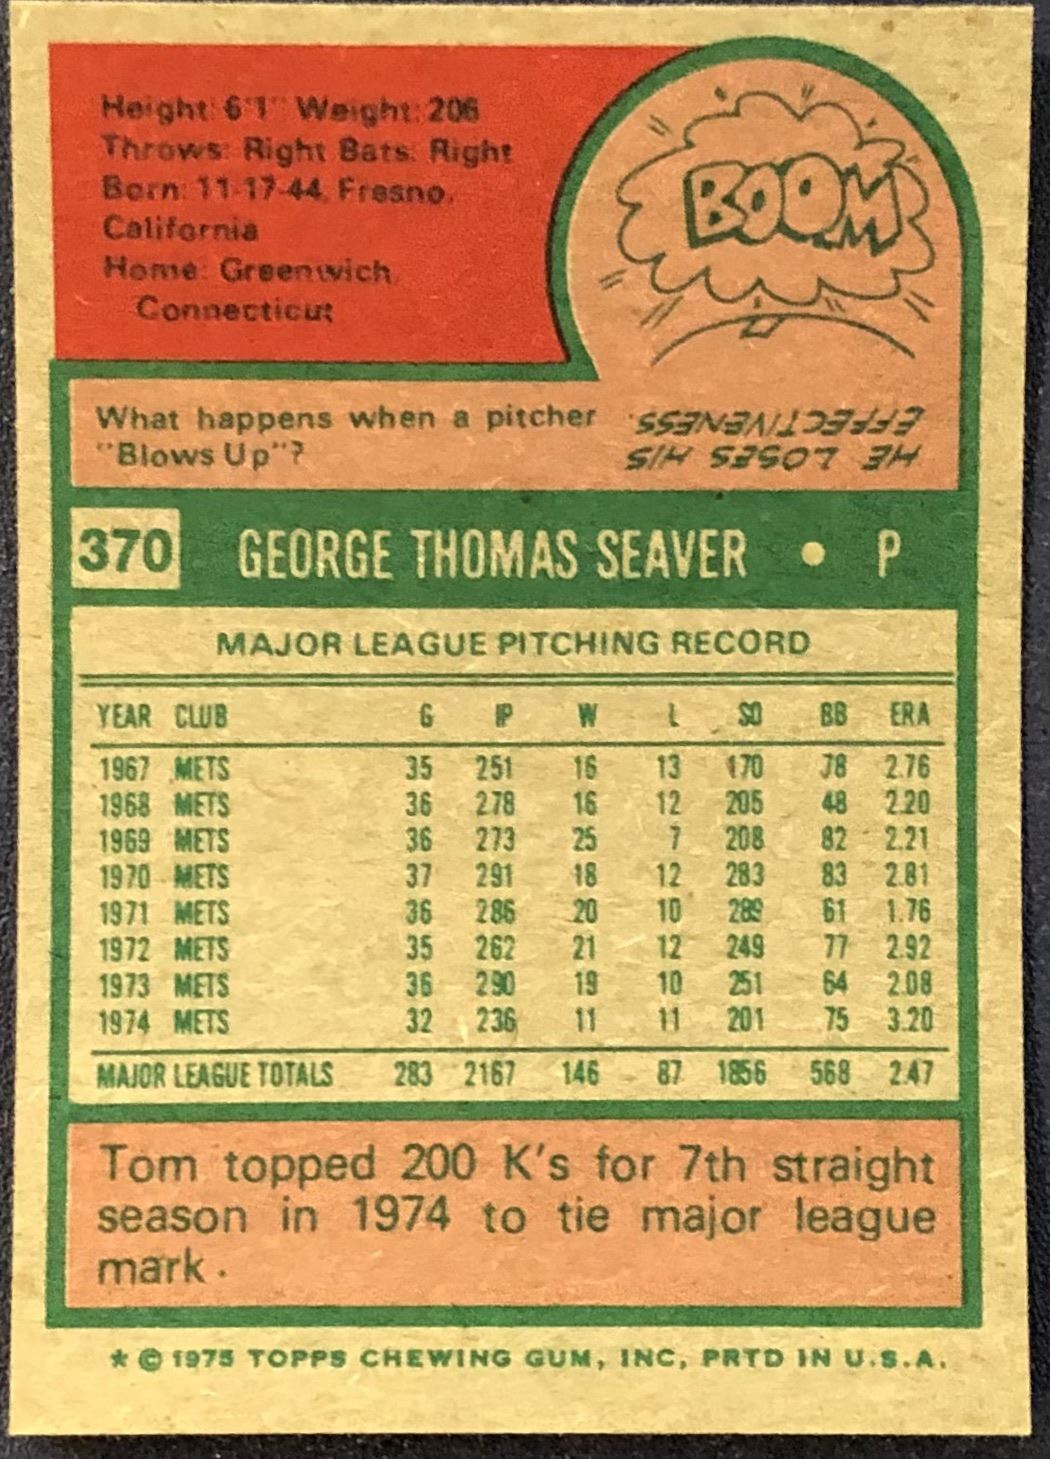 Height: 6'1" Weight: 206
Throws: Right Bats: Right
Born: 11-17-44, Fresno,
California
Home: Greenwich,
Connecticut
BOOM
What happens when a pitcher
"Blows Up"?
HE LOSES HIS
EFFECTIVENESS.
370 GEORGE THOMAS SEAVER • P
MAJOR LEAGUE PITCHING RECORD
YEAR CLUB G IP W L SO BB ERA
1967 METS 35 251 16 13 170 78 2.76
1968 METS 36 278 16 12 205 48 2.20
1969 METS 36 273 25 7 208 82 2.21
1970 METS 37 291 18 12 283 83 2.81
1971 METS 36 286 20 10 289 61 1.76
1972 METS 35 262 21 12 249 77 2.92
1973 METS 36 290 19 10 251 64 2.08
1974 METS 32 236 11 11 201 75 3.20
MAJOR LEAGUE TOTALS 283 2167 146 87 1856 568 2.47
Tom topped 200 K's for 7th straight
season in 1974 to tie major league
mark.
* © 1975 TOPPS CHEWING GUM, INC, PRTD IN U.S.A.